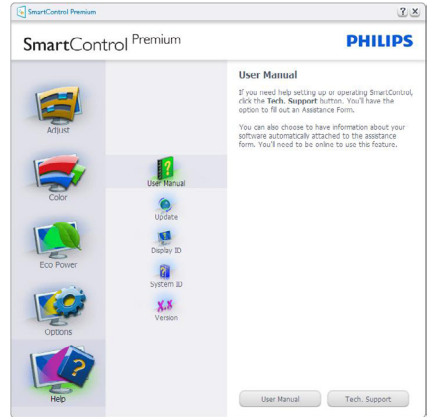 SmartControl Premium
SmartControl Premium
PHILIPS
Adjust
Color
Eco Power
Options
Help
User Manual
Update
Display ID
System ID
X.X
Version
User Manual
If you need help setting up or operating SmartControl,
click the Tech. Support button. You'll have the
option to fill out an Assistance Form.
You can also choose to have information about your
software automatically attached to the assistance
form. You'll need to be online to use this feature.
User Manual
Tech. Support